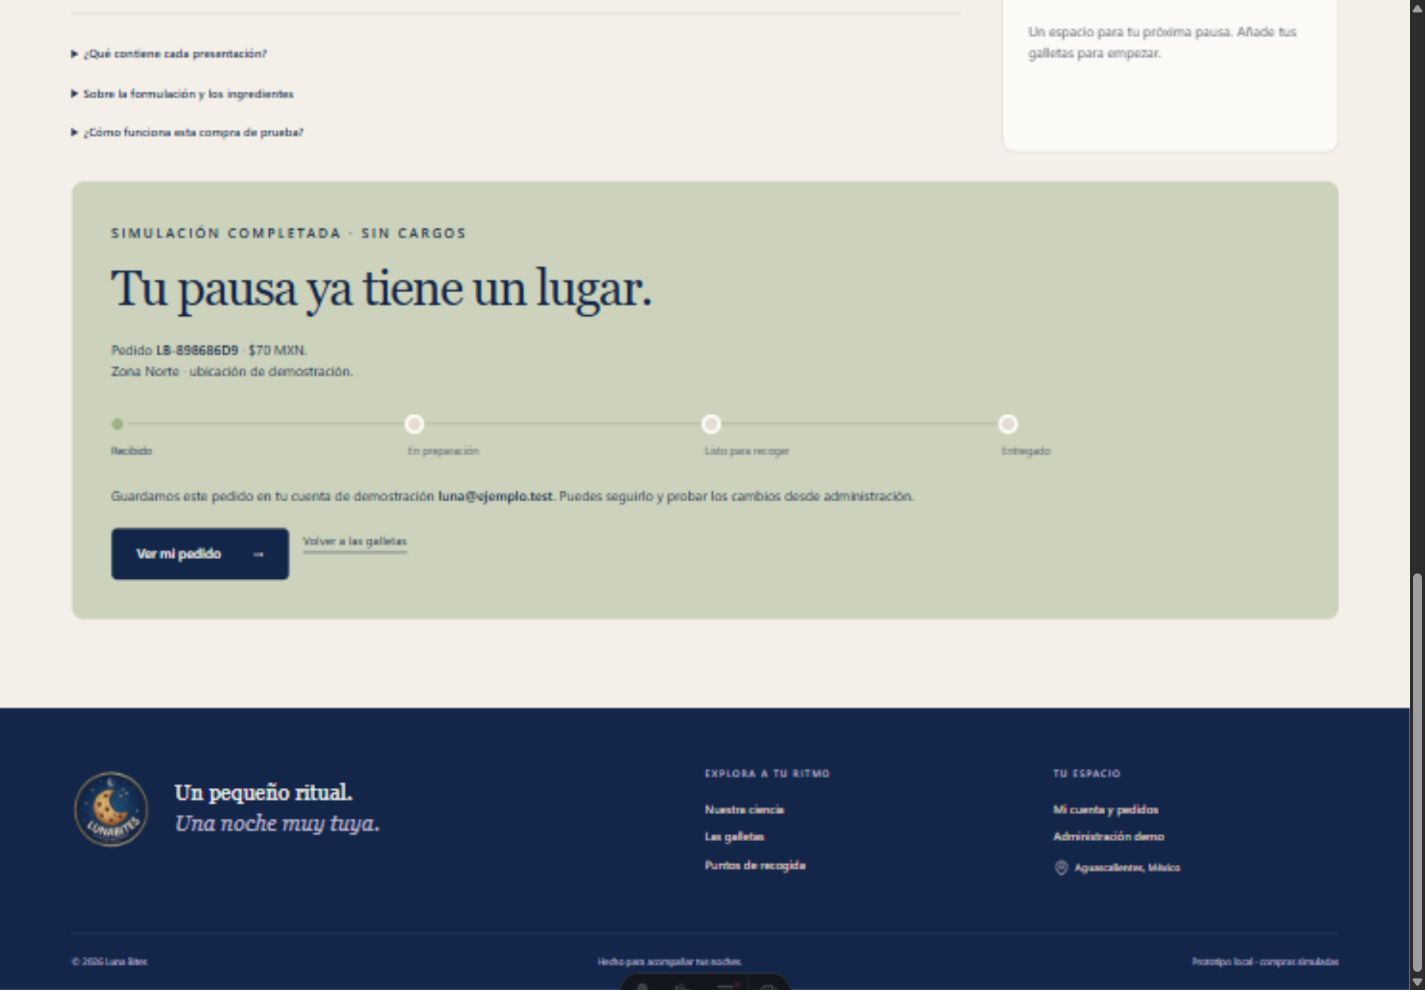 Un espacio para tu próxima pausa. Añade tus
galletas para empezar.
¿Qué contiene cada presentación?
Sobre la formulación y los ingredientes
¿Cómo funciona esta compra de prueba?
SIMULACIÓN COMPLETADA · SIN CARGOS
Tu pausa ya tiene un lugar.
Pedido LB-898686D9 · $70 MXN.
Zona Norte · ubicación de demostración.
Recibido
En preparación
Listo para recoger
Entregado
Guardamos este pedido en tu cuenta de demostración luna@ejemplo.test. Puedes seguirlo y probar los cambios desde administración.
Ver mi pedido →
Volver a las galletas
LUNABITES
Un pequeño ritual.
Una noche muy tuya.
EXPLORA A TU RITMO
Nuestra ciencia
Las galletas
Puntos de recogida
TU ESPACIO
Mi cuenta y pedidos
Administración demo
Aguascalientes, México
© 2026 Luna Bites
Hecho para acompañar tus noches.
Prototipo local · compras simuladas